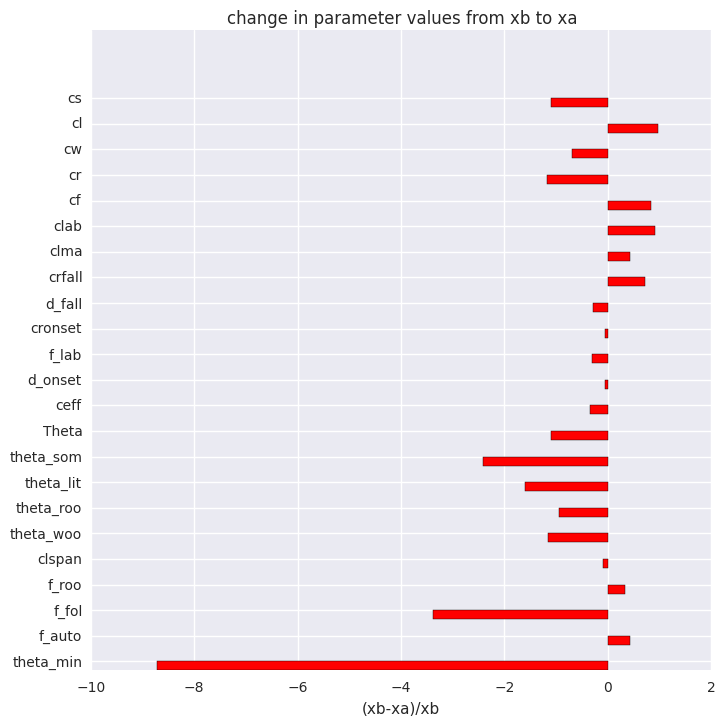 change in parameter values from xb to xa
cs
cl
cw
cr
cf
clab
clma
crfall
d_fall
cronset
f_lab
d_onset
ceff
Theta
theta_som
theta_lit
theta_roo
theta_woo
clspan
f_roo
f_fol
f_auto
theta_min
−10 −8 −6 −4 −2 0 2
(xb-xa)/xb